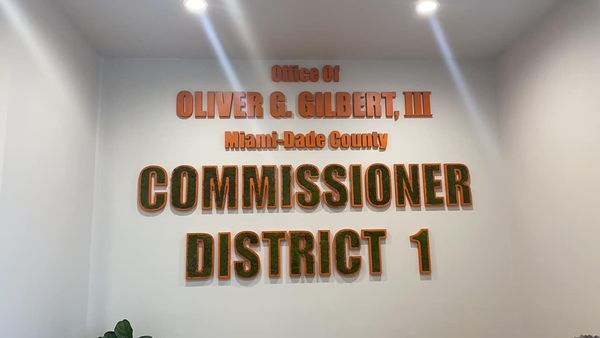 Office Of
OLIVER G. GILBERT, III
Miami-Dade County
COMMISSIONER
DISTRICT 1